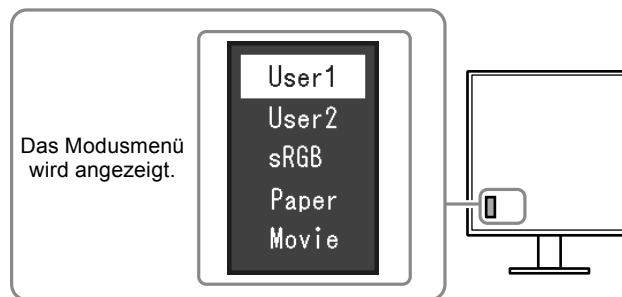 Das Modusmenü
wird angezeigt.
User1
User2
sRGB
Paper
Movie